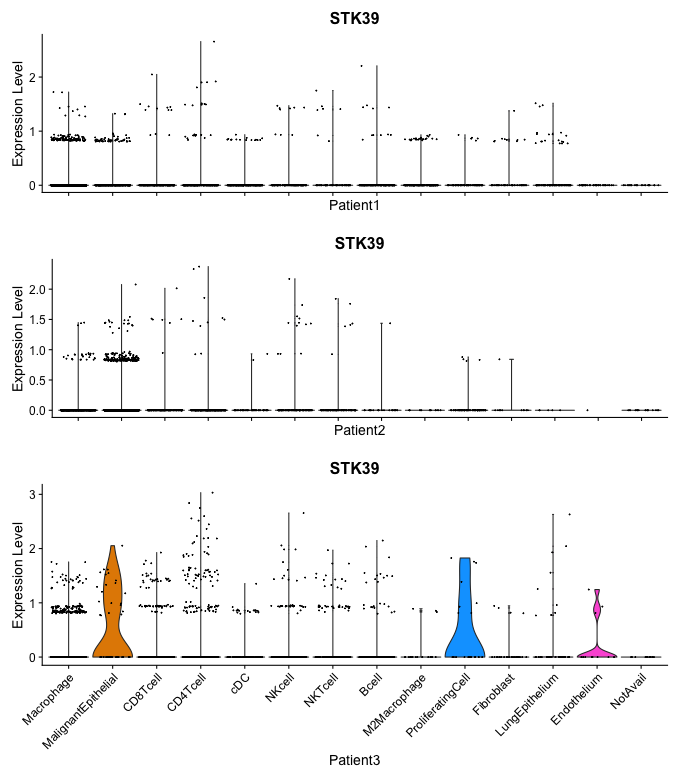 STK39
Expression Level
2
1
0
Patient1
STK39
Expression Level
2.0
1.5
1.0
0.5
0.0
Patient2
STK39
Expression Level
3
2
1
0
Macrophage
MalignantEpithelial
CD8Tcell
CD4Tcell
cDC
NKcell
NKTcell
Bcell
M2Macrophage
ProliferatingCell
Fibroblast
LungEpithelium
Endothelium
NotAvail
Patient3